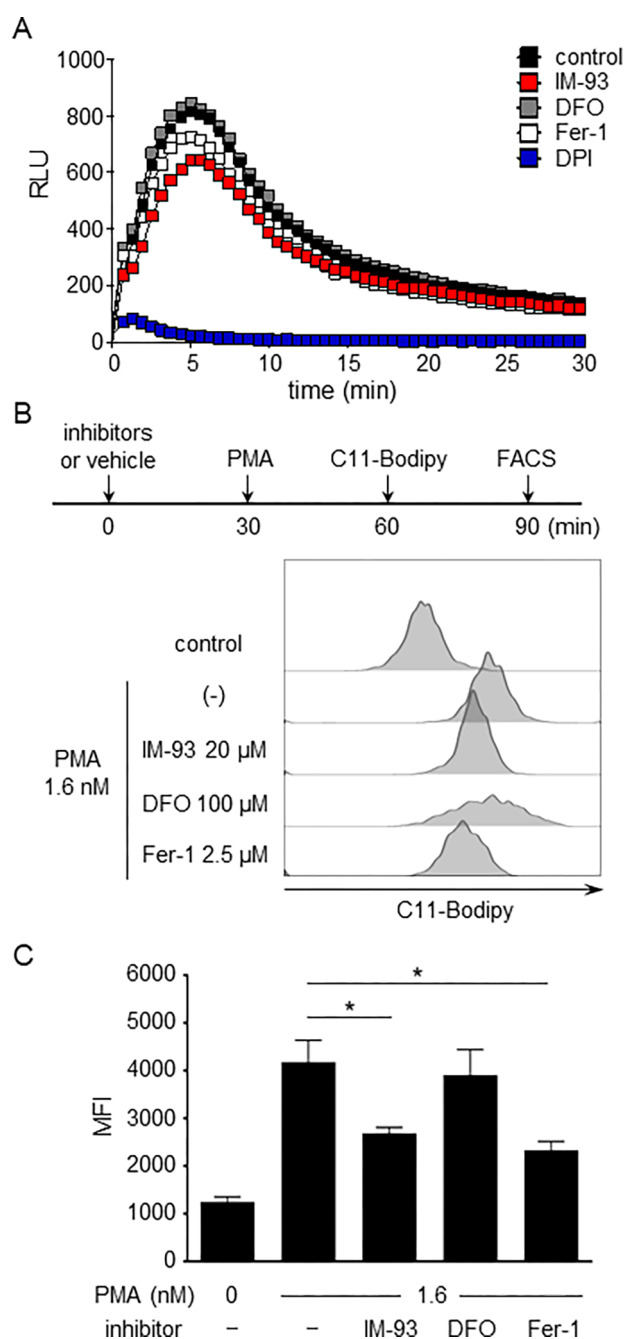 A
1000
800
600
400
200
0
RLU
control
IM-93
DFO
Fer-1
DPI
0 5 10 15 20 25 30
time (min)
B
inhibitors
or vehicle PMA C11-Bodipy FACS
0 30 60 90 (min)
control
(-)
PMA
1.6 nM
IM-93 20 μM
DFO 100 μM
Fer-1 2.5 μM
C11-Bodipy
C
6000
5000
4000
3000
2000
1000
0
MFI
*
*
PMA (nM) 0 1.6
inhibitor – – IM-93 DFO Fer-1